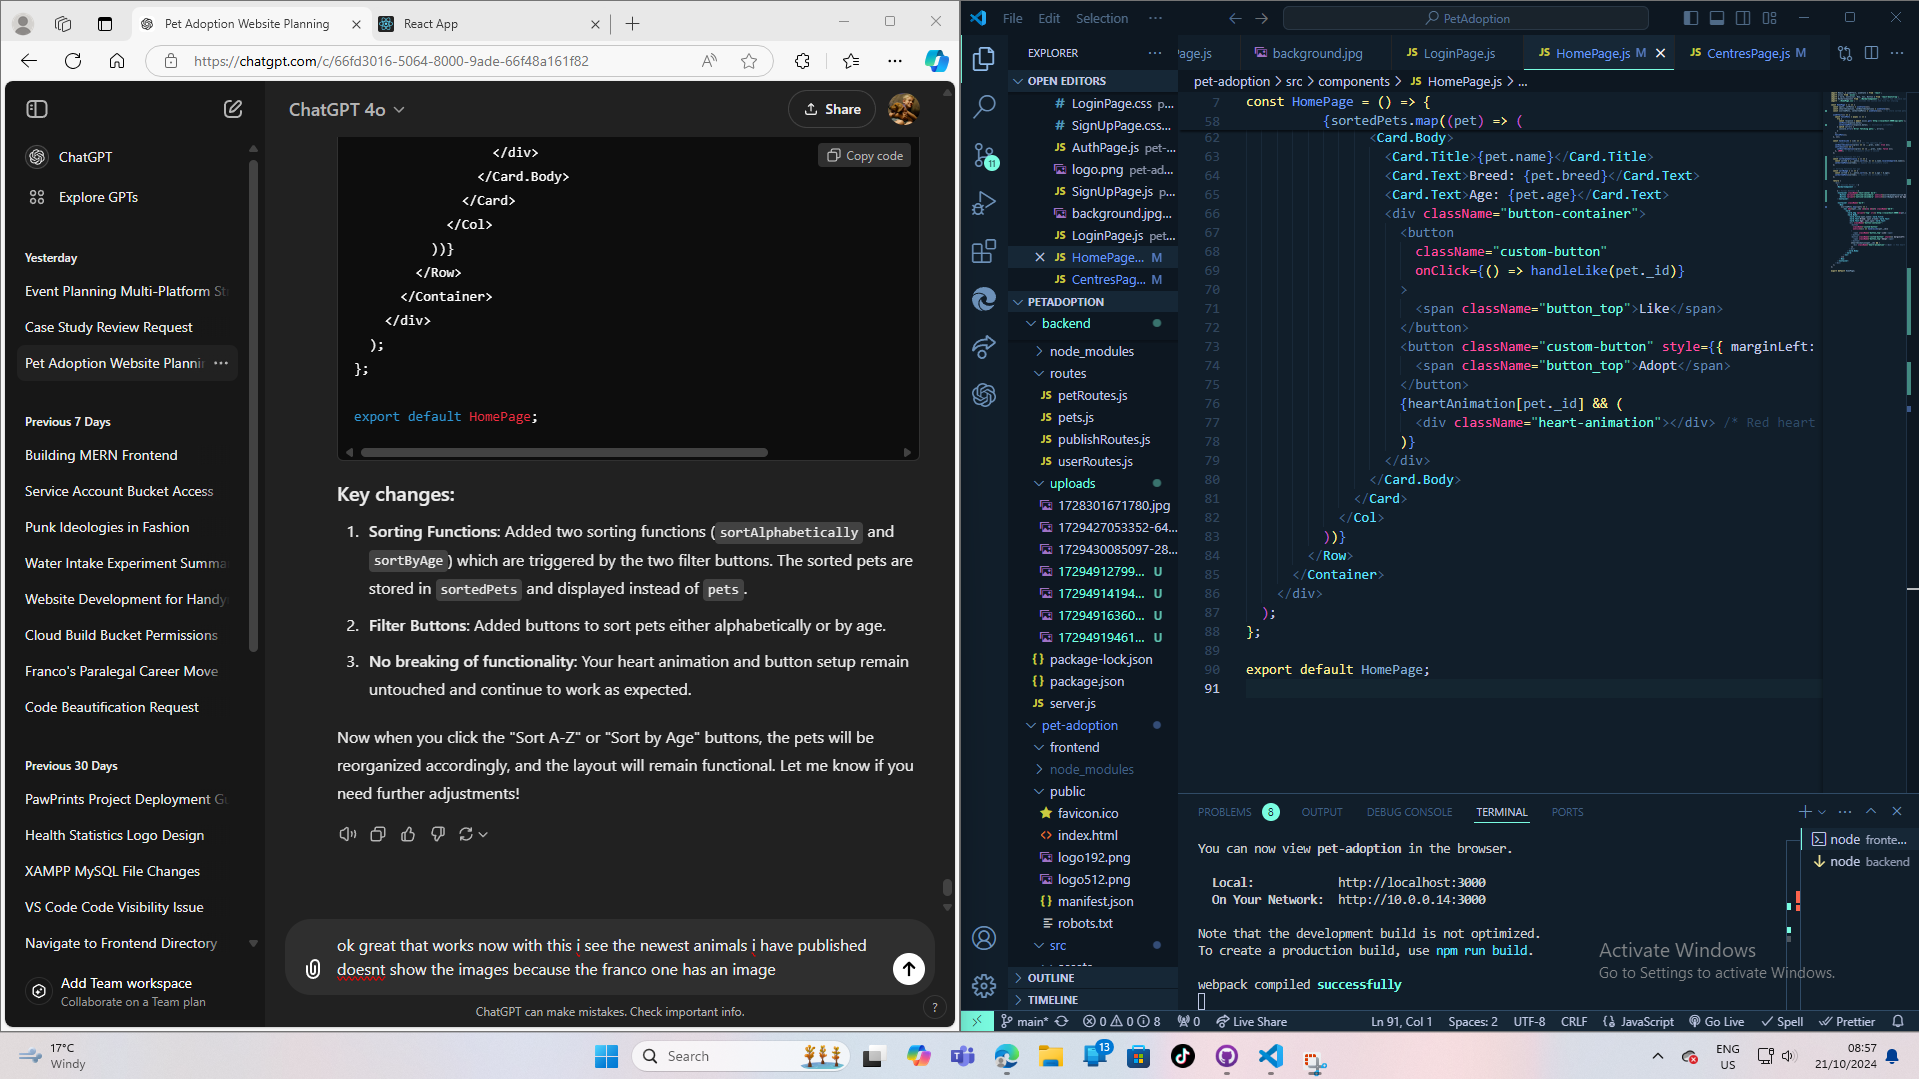 Pet Adoption Website Planning
React App
https://chatgpt.com/c/66fd3016-5064-8000-9ade-66f48a161f82
ChatGPT 4o
Share
ChatGPT
Explore GPTs
Yesterday
Event Planning Multi-Platform St
Case Study Review Request
Pet Adoption Website Plannin
Previous 7 Days
Building MERN Frontend
Service Account Bucket Access
Punk Ideologies in Fashion
Water Intake Experiment Summa
Website Development for Handy
Cloud Build Bucket Permissions
Franco's Paralegal Career Move
Code Beautification Request
Previous 30 Days
PawPrints Project Deployment Gu
Health Statistics Logo Design
XAMPP MySQL File Changes
VS Code Code Visibility Issue
Navigate to Frontend Directory
Add Team workspace
Collaborate on a Team plan
Copy code
</div>
</Card.Body>
</Card>
</Col>
))}
</Row>
</Container>
</div>
);
};
export default HomePage;
Key changes:
1. Sorting Functions: Added two sorting functions ( sortAlphabetically and
sortByAge ) which are triggered by the two filter buttons. The sorted pets are
stored in sortedPets and displayed instead of pets .
2. Filter Buttons: Added buttons to sort pets either alphabetically or by age.
3. No breaking of functionality: Your heart animation and button setup remain
untouched and continue to work as expected.
Now when you click the "Sort A-Z" or "Sort by Age" buttons, the pets will be
reorganized accordingly, and the layout will remain functional. Let me know if you
need further adjustments!
ok great that works now with this i see the newest animals i have published
doesnt show the images because the franco one has an image
ChatGPT can make mistakes. Check important info.
?
File Edit Selection ···
PetAdoption
EXPLORER
OPEN EDITORS
# LoginPage.css p...
# SignUpPage.css...
JS AuthPage.js pet-...
logo.png pet-ad...
JS SignUpPage.js p...
background.jpg...
JS LoginPage.js pet...
JS HomePage... M
JS CentresPag... M
PETADOPTION
backend
node_modules
routes
JS petRoutes.js
JS pets.js
JS publishRoutes.js
JS userRoutes.js
uploads
1728301671780.jpg
1729427053352-64...
1729430085097-28...
17294912799... U
17294914194... U
17294916360... U
17294919461... U
{} package-lock.json
{} package.json
JS server.js
pet-adoption
frontend
node_modules
public
favicon.ico
<> index.html
logo192.png
logo512.png
{} manifest.json
robots.txt
src
OUTLINE
TIMELINE
11
age.js
background.jpg
JS LoginPage.js
JS HomePage.js M
JS CentresPage.js M
pet-adoption > src > components > JS HomePage.js > ...
7 const HomePage = () => {
58 {sortedPets.map((pet) => (
62 <Card.Body>
63 <Card.Title>{pet.name}</Card.Title>
64 <Card.Text>Breed: {pet.breed}</Card.Text>
65 <Card.Text>Age: {pet.age}</Card.Text>
66 <div className="button-container">
67 <button
68 className="custom-button"
69 onClick={() => handleLike(pet._id)}
70 >
71 <span className="button_top">Like</span>
72 </button>
73 <button className="custom-button" style={{ marginLeft:
74 <span className="button_top">Adopt</span>
75 </button>
76 {heartAnimation[pet._id] && (
77 <div className="heart-animation"></div> /* Red heart
78 )}
79 </div>
80 </Card.Body>
81 </Card>
82 </Col>
83 ))}
84 </Row>
85 </Container>
86 </div>
87 );
88 };
89
90 export default HomePage;
91
PROBLEMS 8 OUTPUT DEBUG CONSOLE TERMINAL PORTS
node fronte...
node backend
You can now view pet-adoption in the browser.
Local: http://localhost:3000
On Your Network: http://10.0.0.14:3000
Note that the development build is not optimized.
To create a production build, use npm run build.
webpack compiled successfully
Activate Windows
Go to Settings to activate Windows.
main* 0 0 8 0 Live Share Ln 91, Col 1 Spaces: 2 UTF-8 CRLF {} JavaScript Go Live Spell Prettier
17°C
Windy
Search
13
ENG
US
08:57
21/10/2024